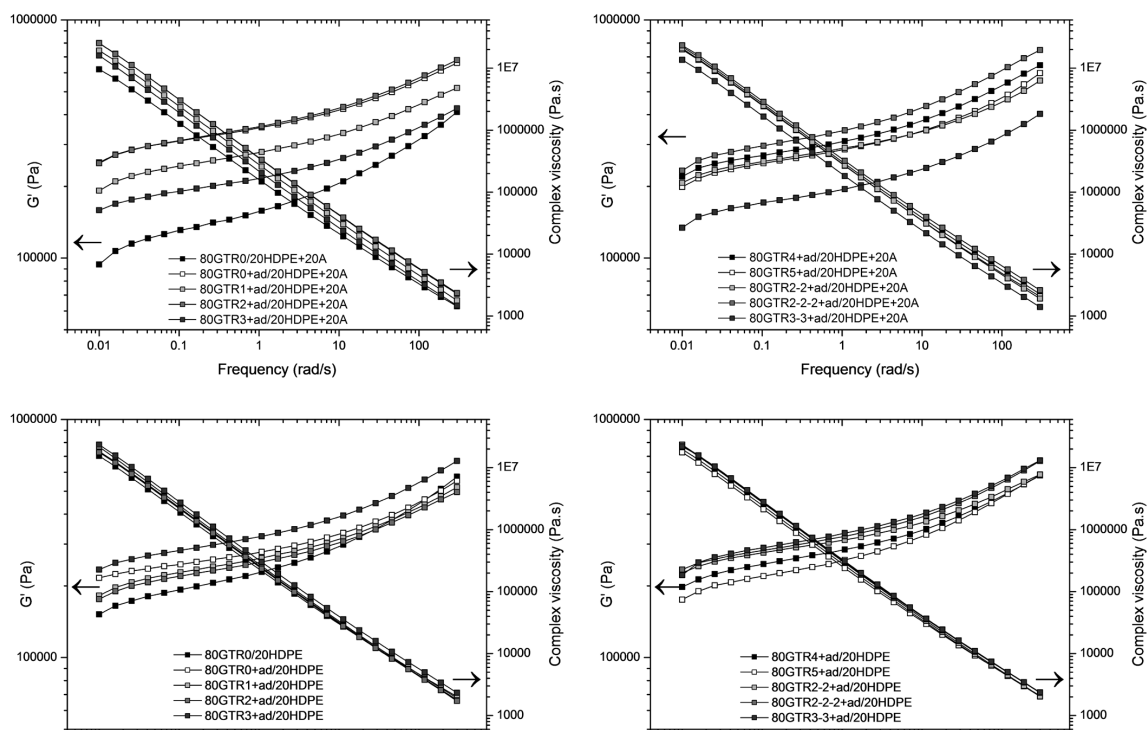 1000000
100000
G' (Pa)
1E7
1000000
100000
10000
1000
Complex viscosity (Pa.s)
80GTR0/20HDPE+20A
80GTR0+ad/20HDPE+20A
80GTR1+ad/20HDPE+20A
80GTR2+ad/20HDPE+20A
80GTR3+ad/20HDPE+20A
0.01 0.1 1 10 100
Frequency (rad/s)
1000000
100000
G' (Pa)
1E7
1000000
100000
10000
1000
Complex viscosity (Pa.s)
80GTR4+ad/20HDPE+20A
80GTR5+ad/20HDPE+20A
80GTR2-2+ad/20HDPE+20A
80GTR2-2-2+ad/20HDPE+20A
80GTR3-3+ad/20HDPE+20A
0.01 0.1 1 10 100
Frequency (rad/s)
1000000
100000
G' (Pa)
1E7
1000000
100000
10000
1000
Complex viscosity (Pa.s)
80GTR0/20HDPE
80GTR0+ad/20HDPE
80GTR1+ad/20HDPE
80GTR2+ad/20HDPE
80GTR3+ad/20HDPE
1000000
100000
G' (Pa)
1E7
1000000
100000
10000
1000
Complex viscosity (Pa.s)
80GTR4+ad/20HDPE
80GTR5+ad/20HDPE
80GTR2-2+ad/20HDPE
80GTR2-2-2+ad/20HDPE
80GTR3-3+ad/20HDPE